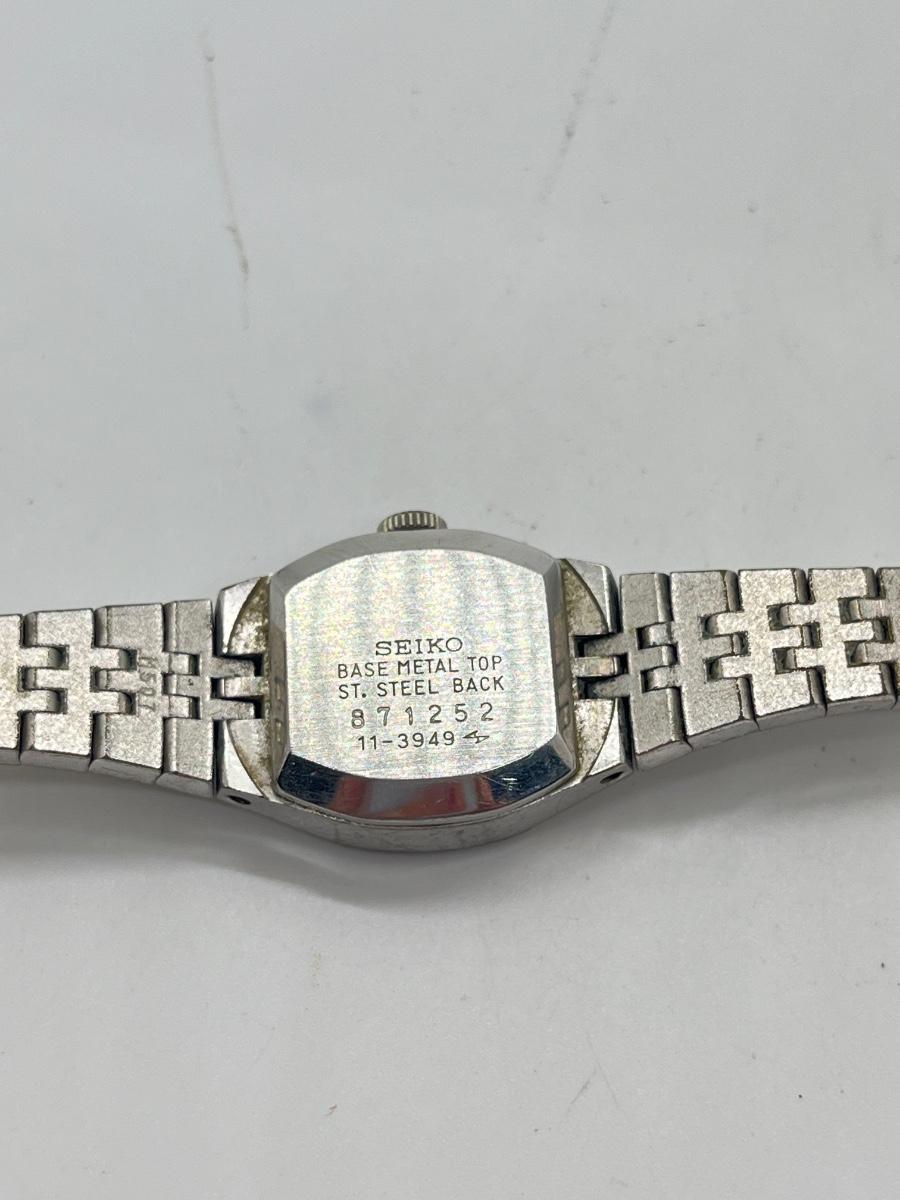 SEIKO
BASE METAL TOP
ST. STEEL BACK
871252
11-3949